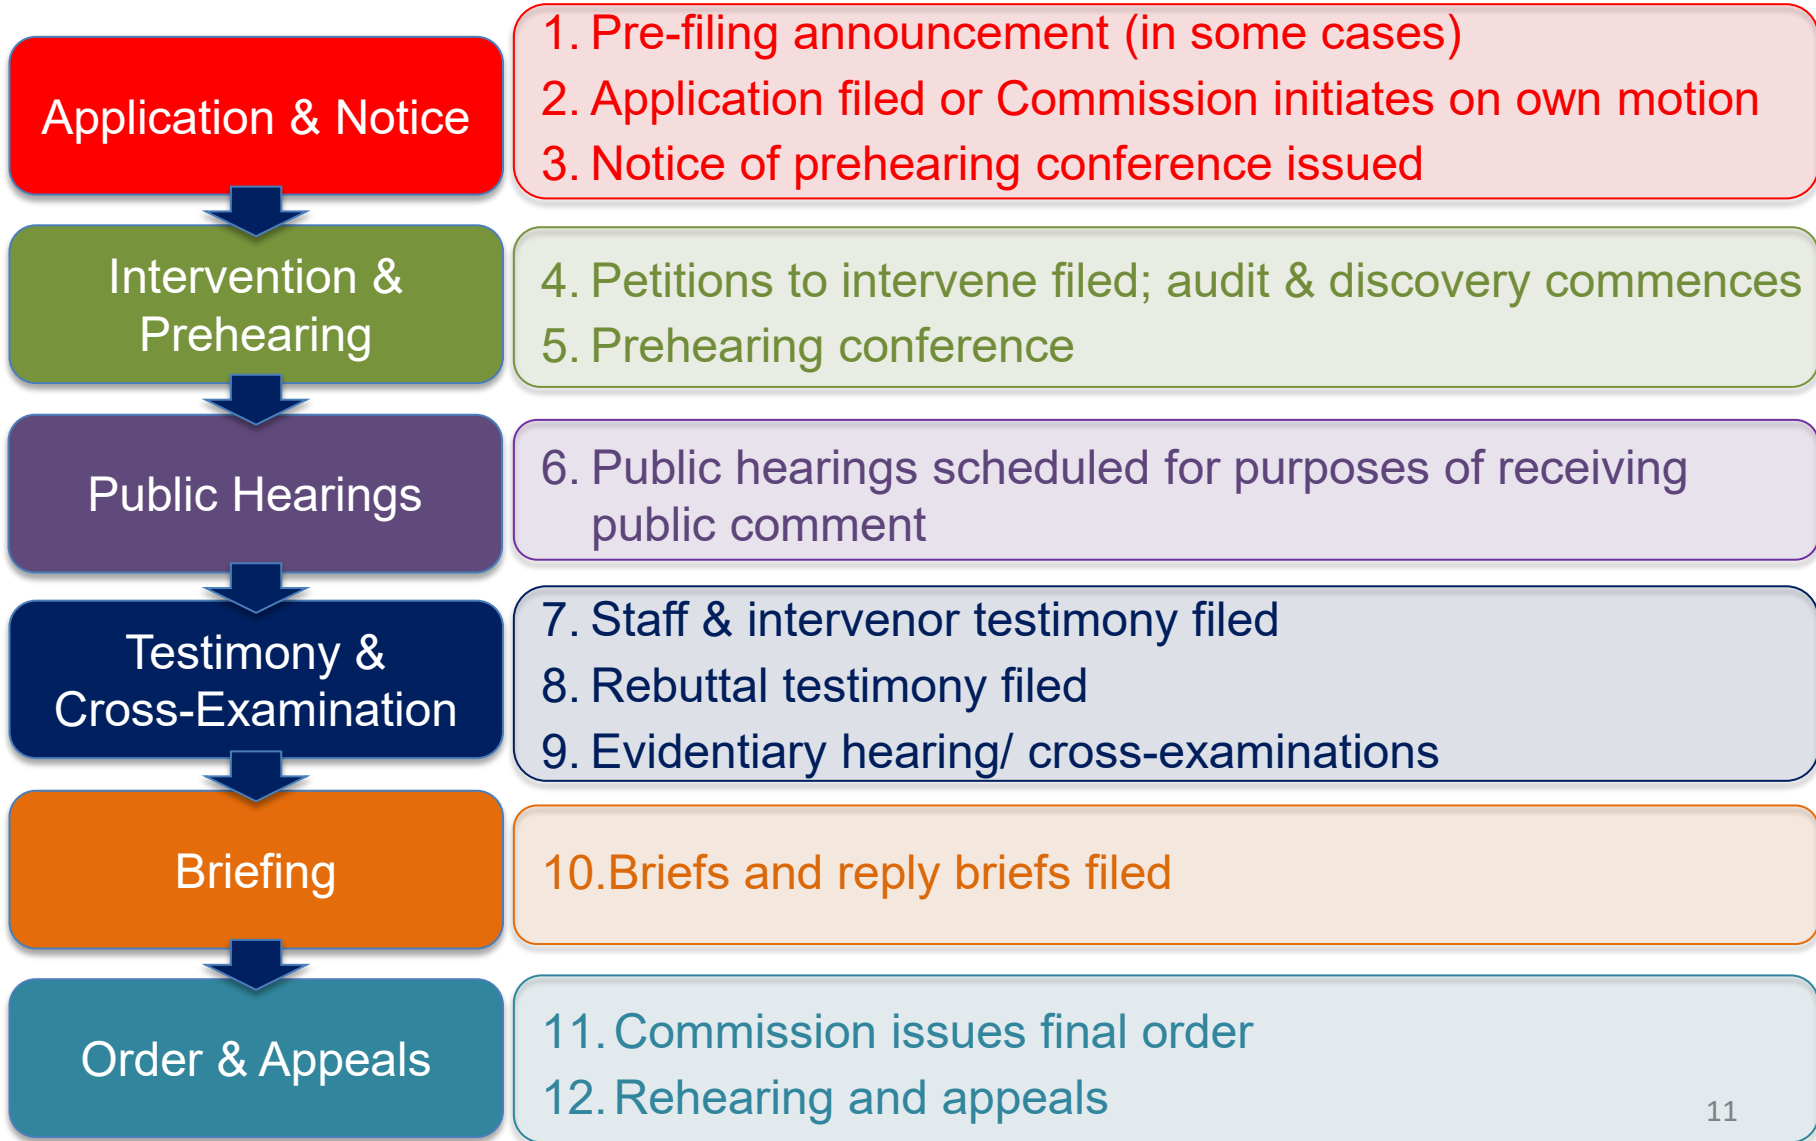 Application & Notice
1. Pre-filing announcement (in some cases)
2. Application filed or Commission initiates on own motion
3. Notice of prehearing conference issued
Intervention &
Prehearing
4. Petitions to intervene filed; audit & discovery commences
5. Prehearing conference
Public Hearings
6. Public hearings scheduled for purposes of receiving
public comment
Testimony &
Cross-Examination
7. Staff & intervenor testimony filed
8. Rebuttal testimony filed
9. Evidentiary hearing/ cross-examinations
Briefing
10.Briefs and reply briefs filed
Order & Appeals
11. Commission issues final order
12. Rehearing and appeals
11